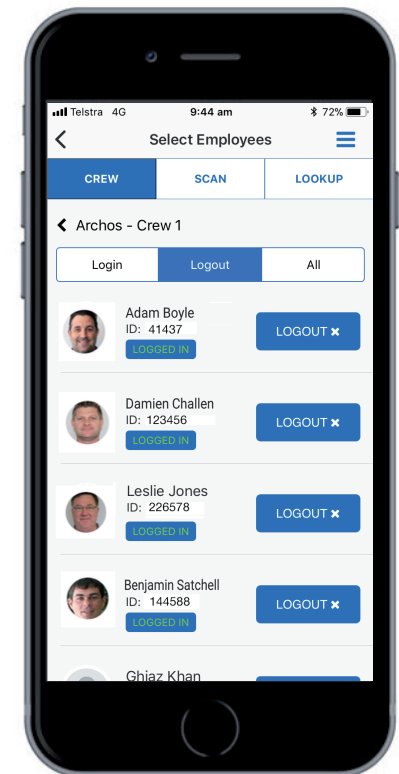 Telstra 4G 9:44 am 72%
Select Employees
CREW SCAN LOOKUP
Archos - Crew 1
Login Logout All
Adam Boyle
ID: 41437
LOGGED IN
LOGOUT ×
Damien Challen
ID: 123456
LOGGED IN
LOGOUT ×
Leslie Jones
ID: 226578
LOGGED IN
LOGOUT ×
Benjamin Satchell
ID: 144588
LOGGED IN
LOGOUT ×
Ghiaz Khan